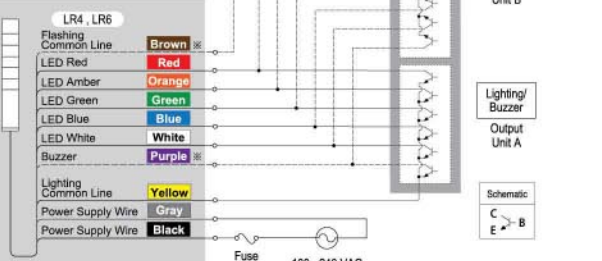 Unit B
LR4 , LR6
Flashing
Common Line Brown ※
LED Red Red
LED Amber Orange
LED Green Green
LED Blue Blue
LED White White
Buzzer Purple ※
Lighting
Common Line Yellow
Power Supply Wire Gray
Power Supply Wire Black
Fuse
Lighting/
Buzzer
Output
Unit A
Schematic
C
B
E